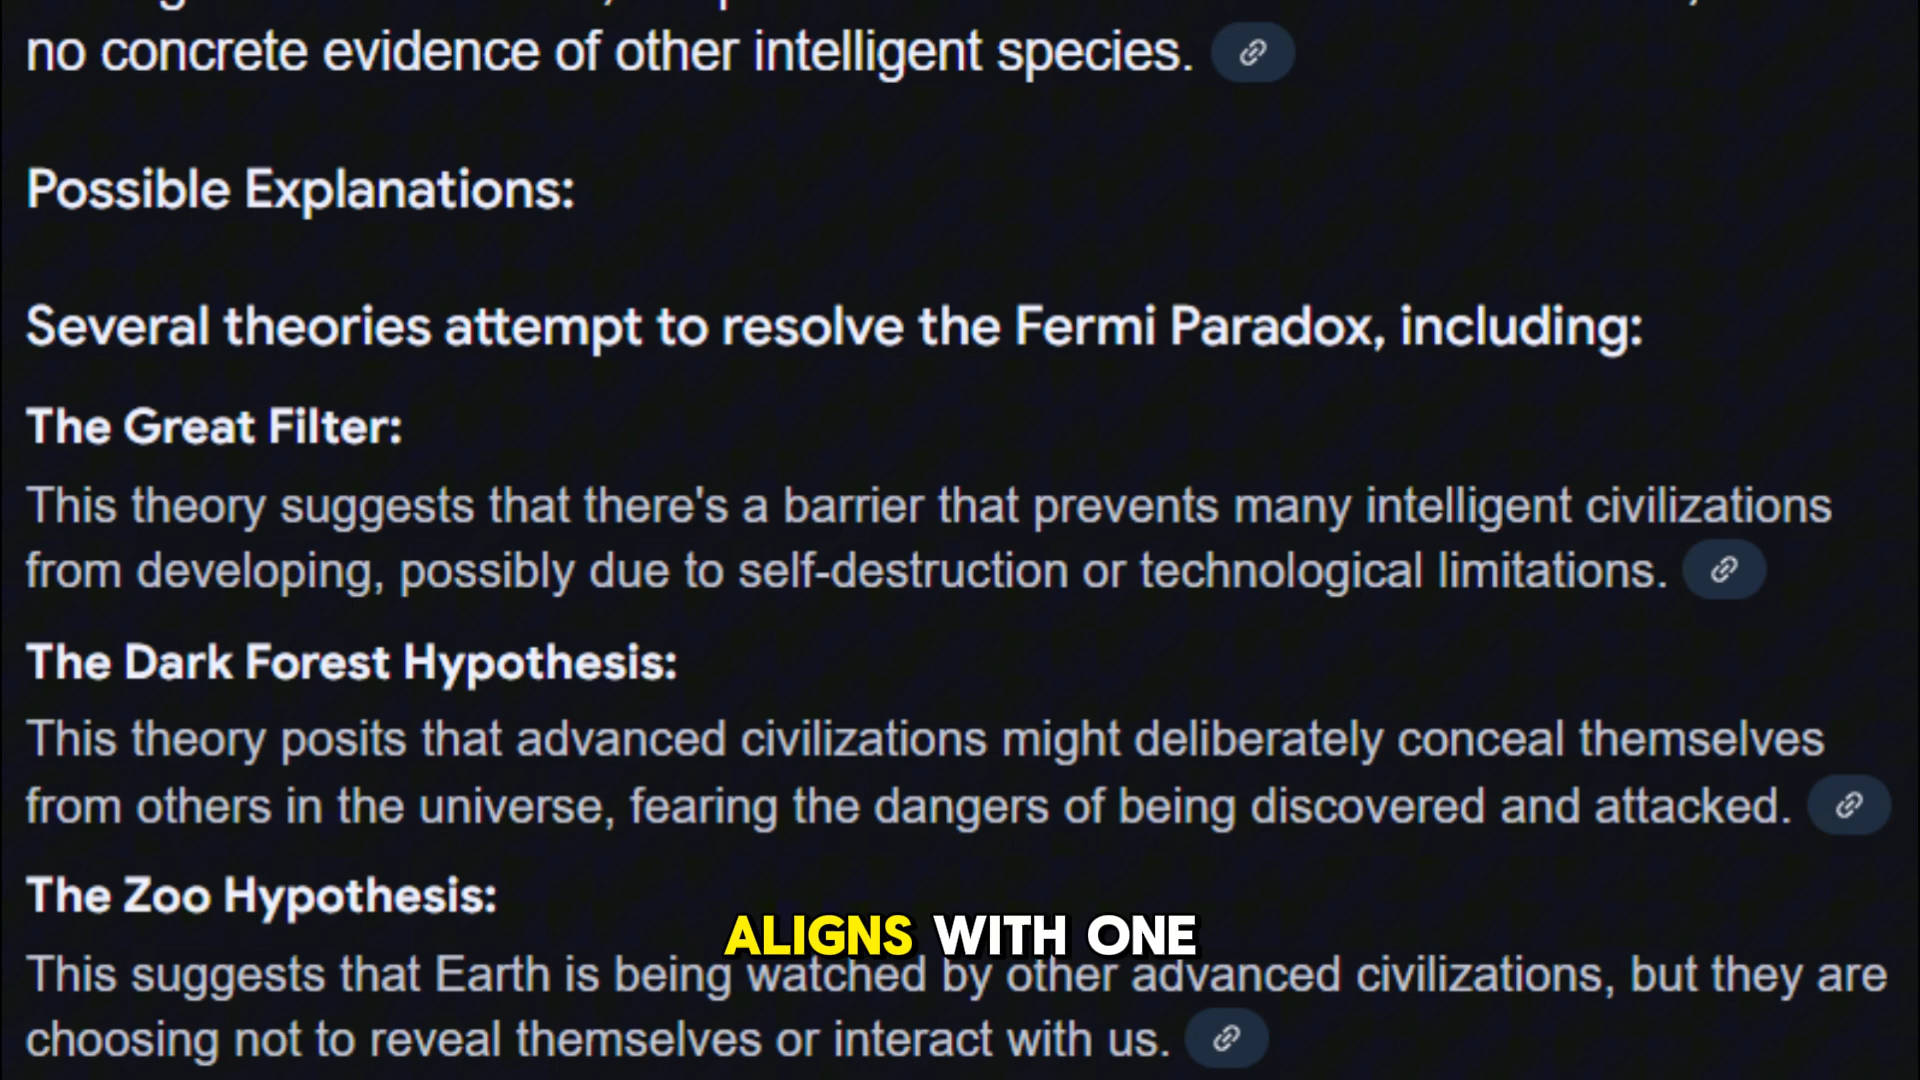 no concrete evidence of other intelligent species.
Possible Explanations:
Several theories attempt to resolve the Fermi Paradox, including:
The Great Filter:
This theory suggests that there's a barrier that prevents many intelligent civilizations
from developing, possibly due to self-destruction or technological limitations.
The Dark Forest Hypothesis:
This theory posits that advanced civilizations might deliberately conceal themselves
from others in the universe, fearing the dangers of being discovered and attacked.
The Zoo Hypothesis:
ALIGNS WITH ONE
This suggests that Earth is being watched by other advanced civilizations, but they are
choosing not to reveal themselves or interact with us.